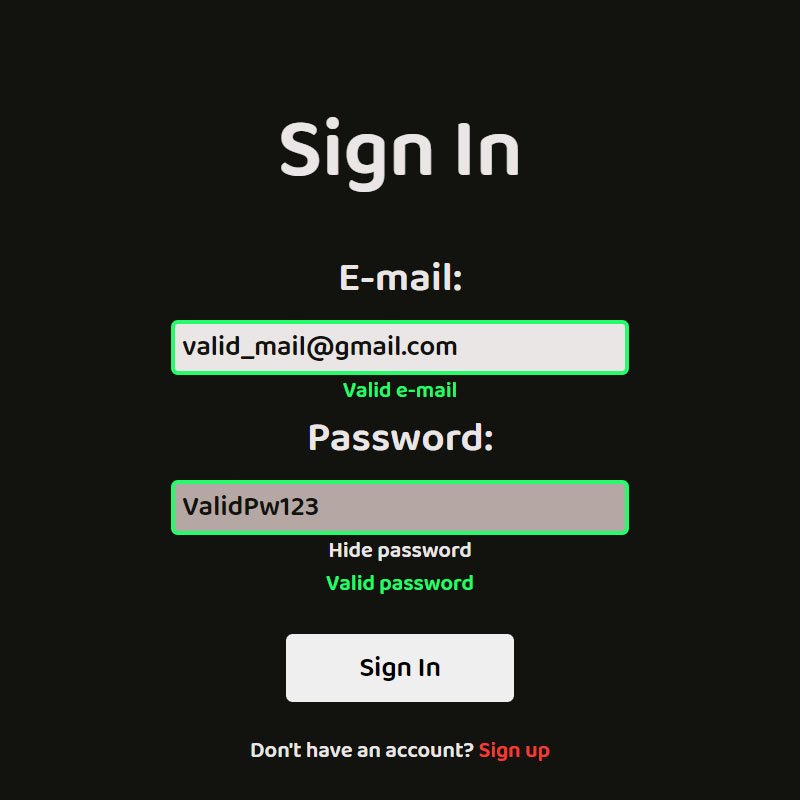 Sign In
E-mail:
valid_mail@gmail.com
Valid e-mail
Password:
ValidPw123
Hide password
Valid password
Sign In
Don't have an account? Sign up